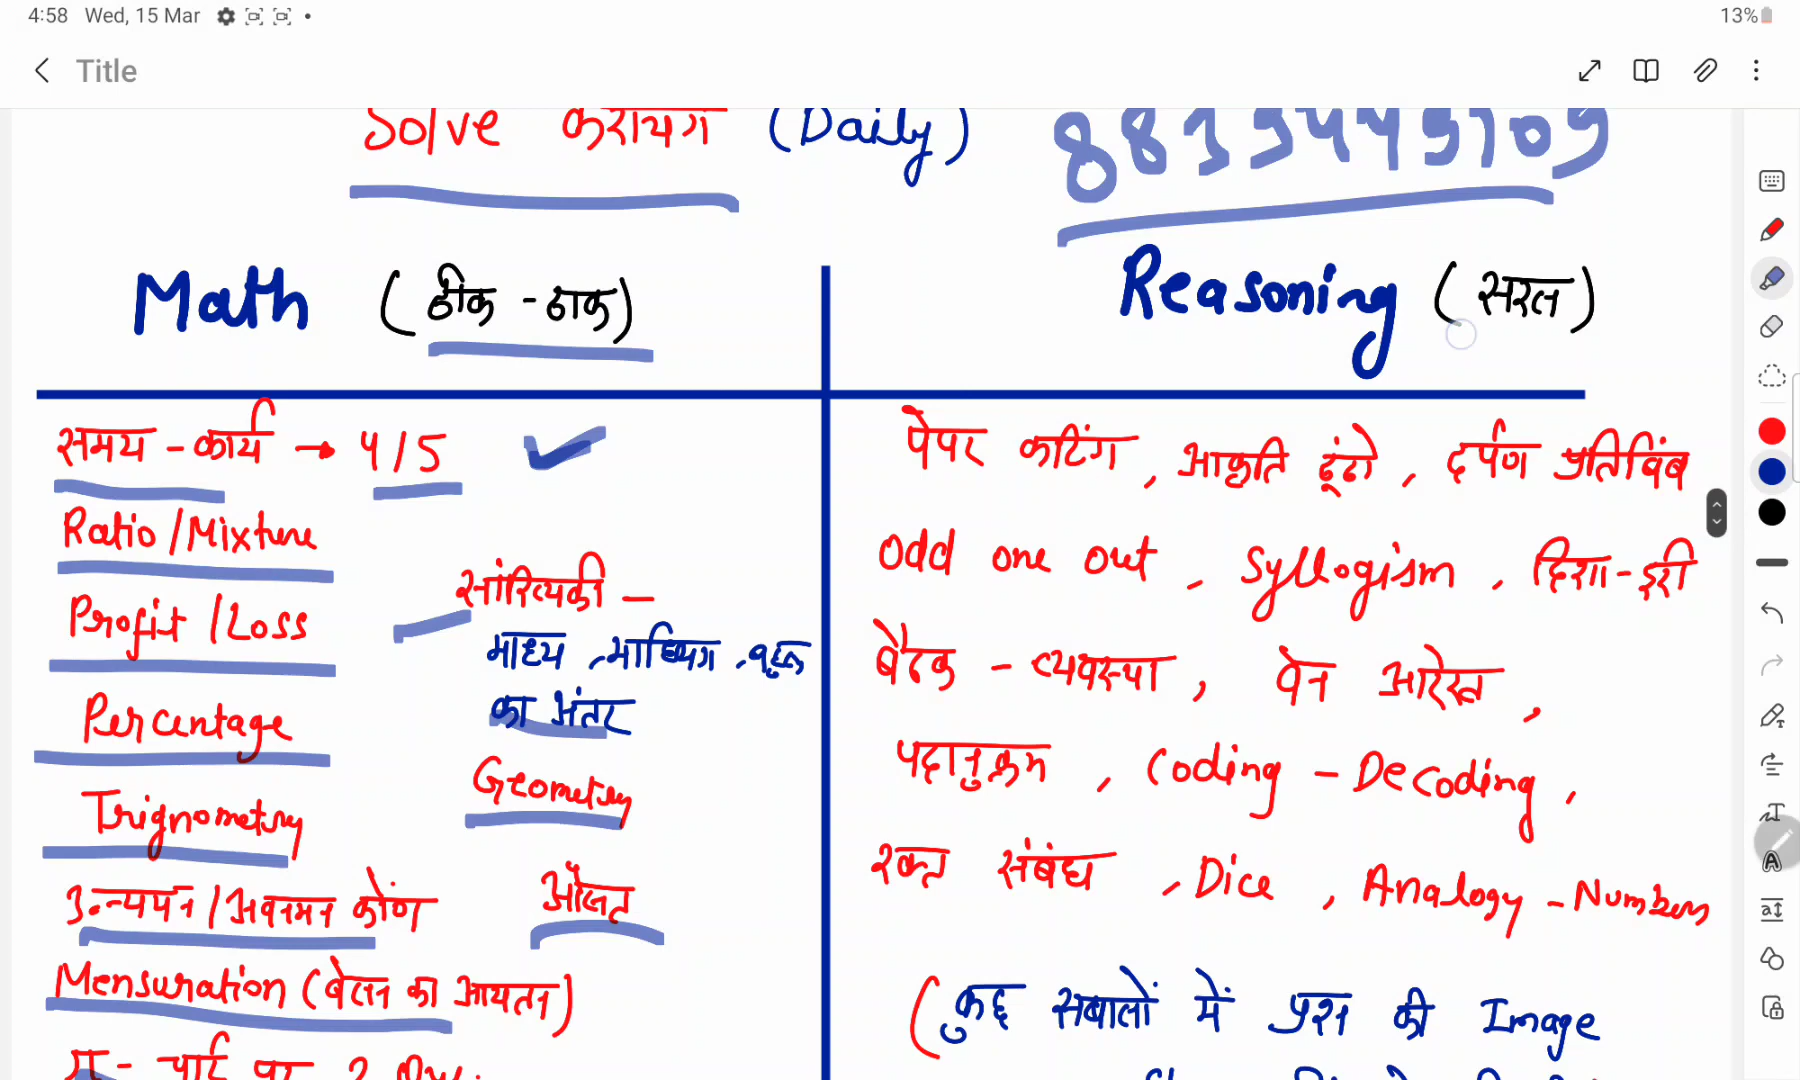 4:58 Wed, 15 Mar
13%
Title
Solve करायेंगे (Daily)
Math (ठीक - ठाक)
Reasoning (सरल)
समय - कार्य → 4/5
Ratio/Mixture
Profit/Loss
Percentage
Trignometry
उन्नयन/अवनमन कोण
Mensuration (बेलन का आयतन)
सांख्यिकी –
माध्य, माध्यिका, बहुलक
का अंतर
Geometry
औसत
पेपर कटिंग, आकृति ढूंढो, दर्पण प्रतिबिंब
Odd one out, Syllogism, दिशा-दूरी
बैठक - व्यवस्था, वेन आरेख,
पदानुक्रम, Coding - Decoding,
रक्त संबंध, Dice, Analogy - Numbers
(कुछ सवालों में प्रश्न की Image